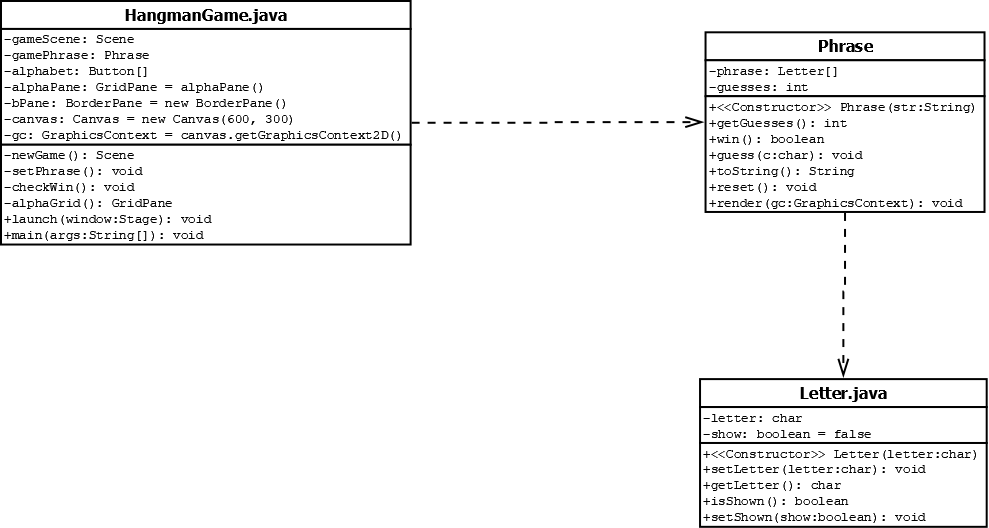 HangmanGame.java
-gameScene: Scene
-gamePhrase: Phrase
-alphabet: Button[]
-alphaPane: GridPane = alphaPane()
-bPane: BorderPane = new BorderPane()
-canvas: Canvas = new Canvas(600, 300)
-gc: GraphicsContext = canvas.getGraphicsContext2D()
-newGame(): Scene
-setPhrase(): void
-checkWin(): void
-alphaGrid(): GridPane
+launch(window:Stage): void
+main(args:String[]): void
Phrase
-phrase: Letter[]
-guesses: int
+<<Constructor>> Phrase(str:String)
+getGuesses(): int
+win(): boolean
+guess(c:char): void
+toString(): String
+reset(): void
+render(gc:GraphicsContext): void
Letter.java
-letter: char
-show: boolean = false
+<<Constructor>> Letter(letter:char)
+setLetter(letter:char): void
+getLetter(): char
+isShown(): boolean
+setShown(show:boolean): void